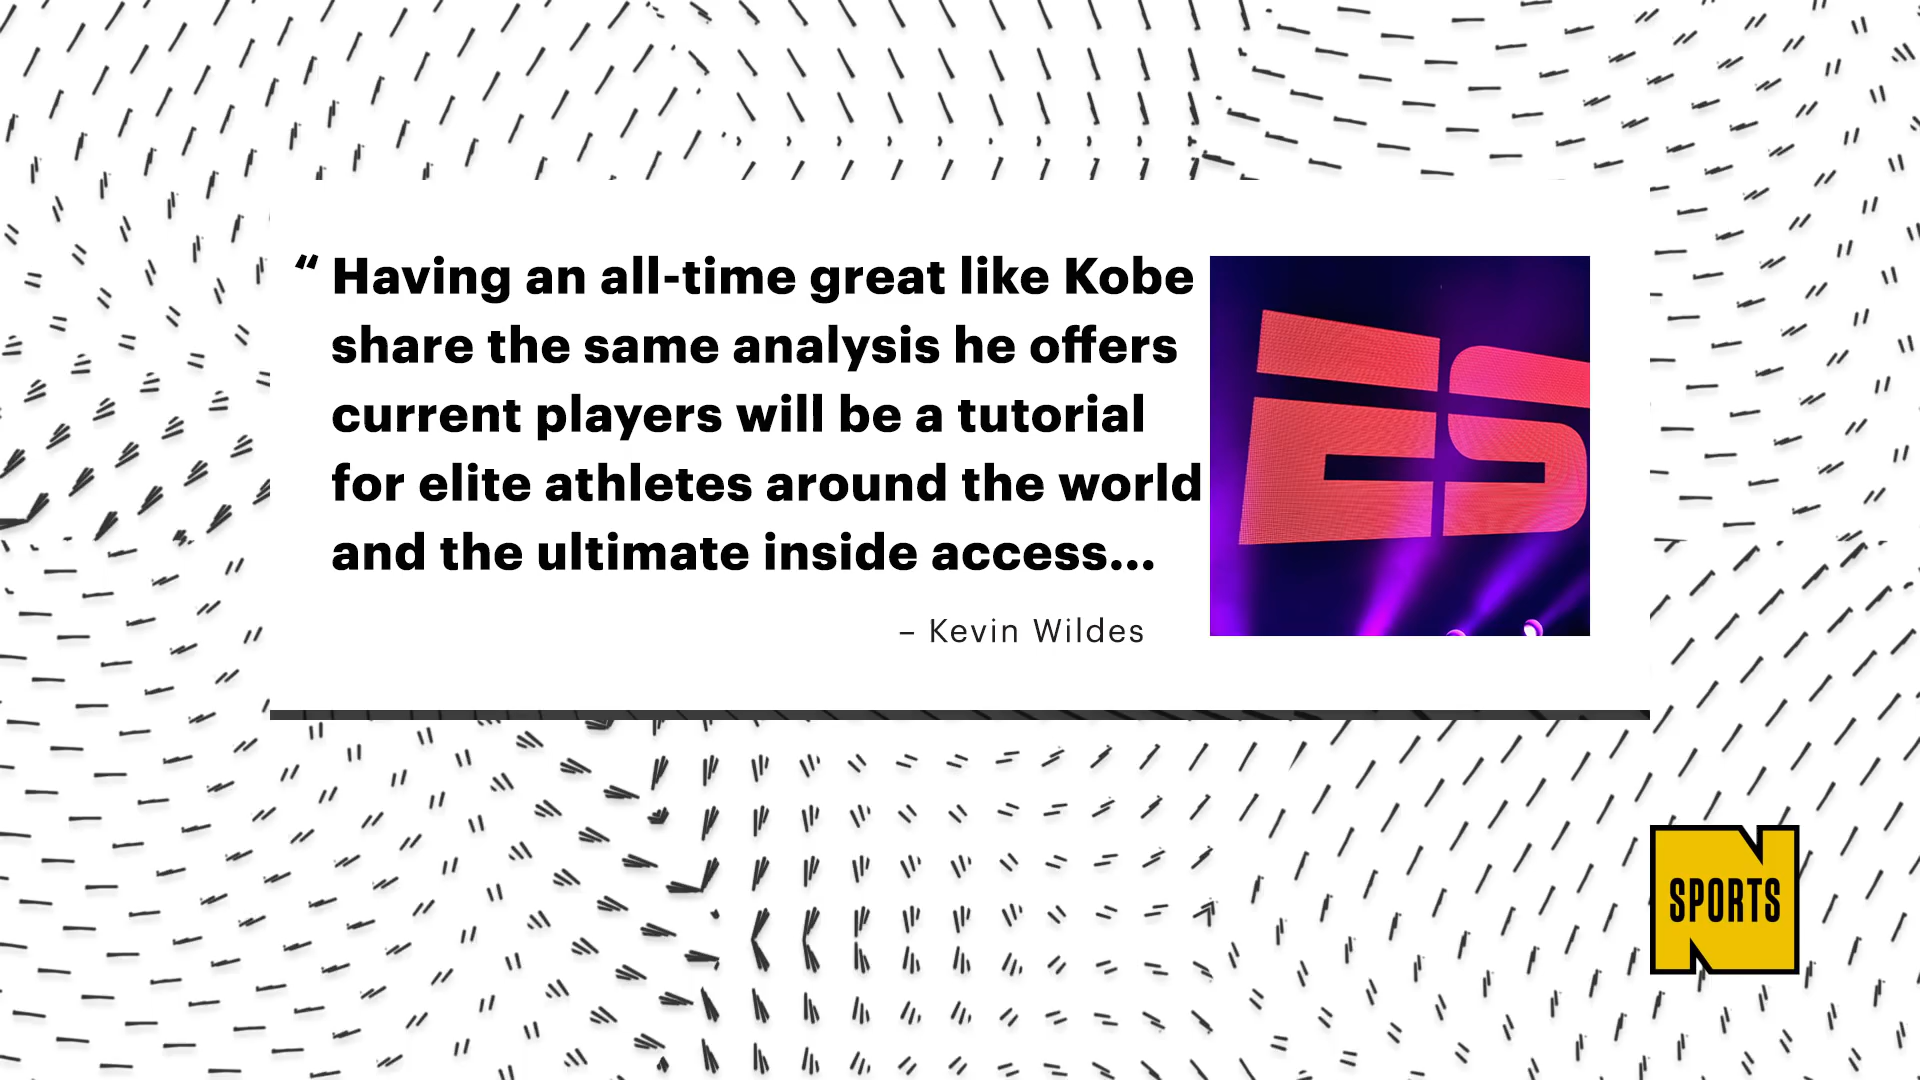 “ Having an all-time great like Kobe
share the same analysis he offers
current players will be a tutorial
for elite athletes around the world
and the ultimate inside access...
– Kevin Wildes
ES
N
SPORTS